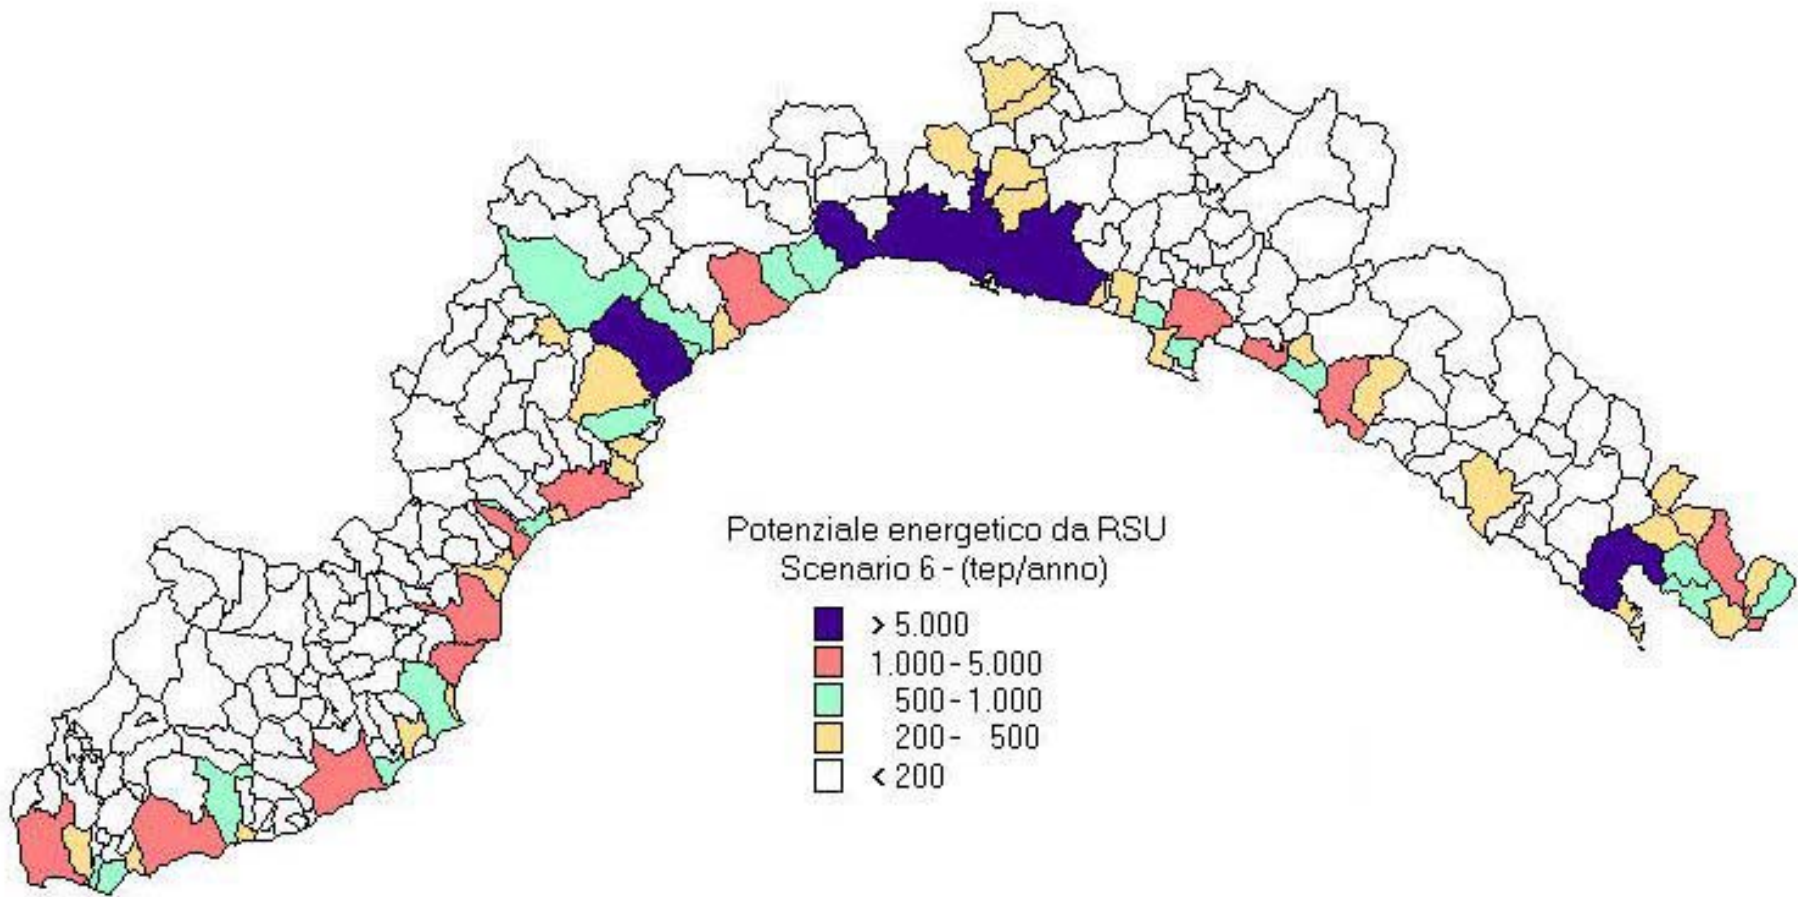 Potenziale energetico da RSU
Scenario 6 - (tep/anno)
> 5.000
1.000 - 5.000
500 - 1.000
200 - 500
< 200